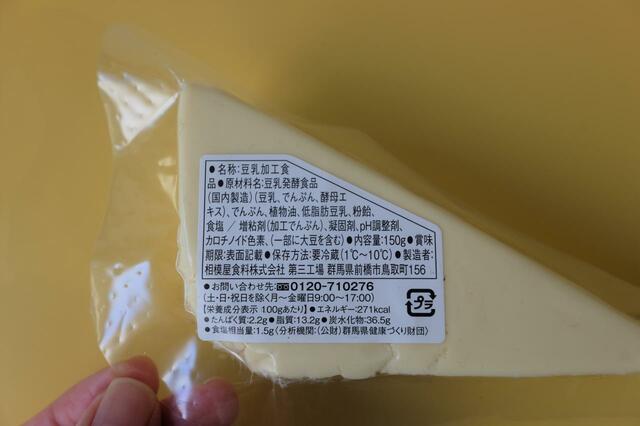 ●名称:豆乳加工食
品●原材料名:豆乳発酵食品
(国内製造)(豆乳、でんぷん、酵母エ
キス)、でんぷん、植物油、低脂肪豆乳、粉飴、
食塩 / 増粘剤(加工でんぷん)、凝固剤、pH調整剤、
カロチノイド色素、(一部に大豆を含む)●内容量:150g●賞味
期限:表面記載●保存方法:要冷蔵(1℃〜10℃)●製造者:
相模屋食料株式会社 第三工場 群馬県前橋市鳥取町156
●お問い合わせ先:0120-710276
(土・日・祝日を除く月〜金曜日9:00〜17:00)
【栄養成分表示 100gあたり】●エネルギー:271kcal
●たんぱく質:2.2g●脂質:13.2g●炭水化物:36.5g
●食塩相当量:1.5g〈分析機関:(公財)群馬県健康づくり財団〉
プラ